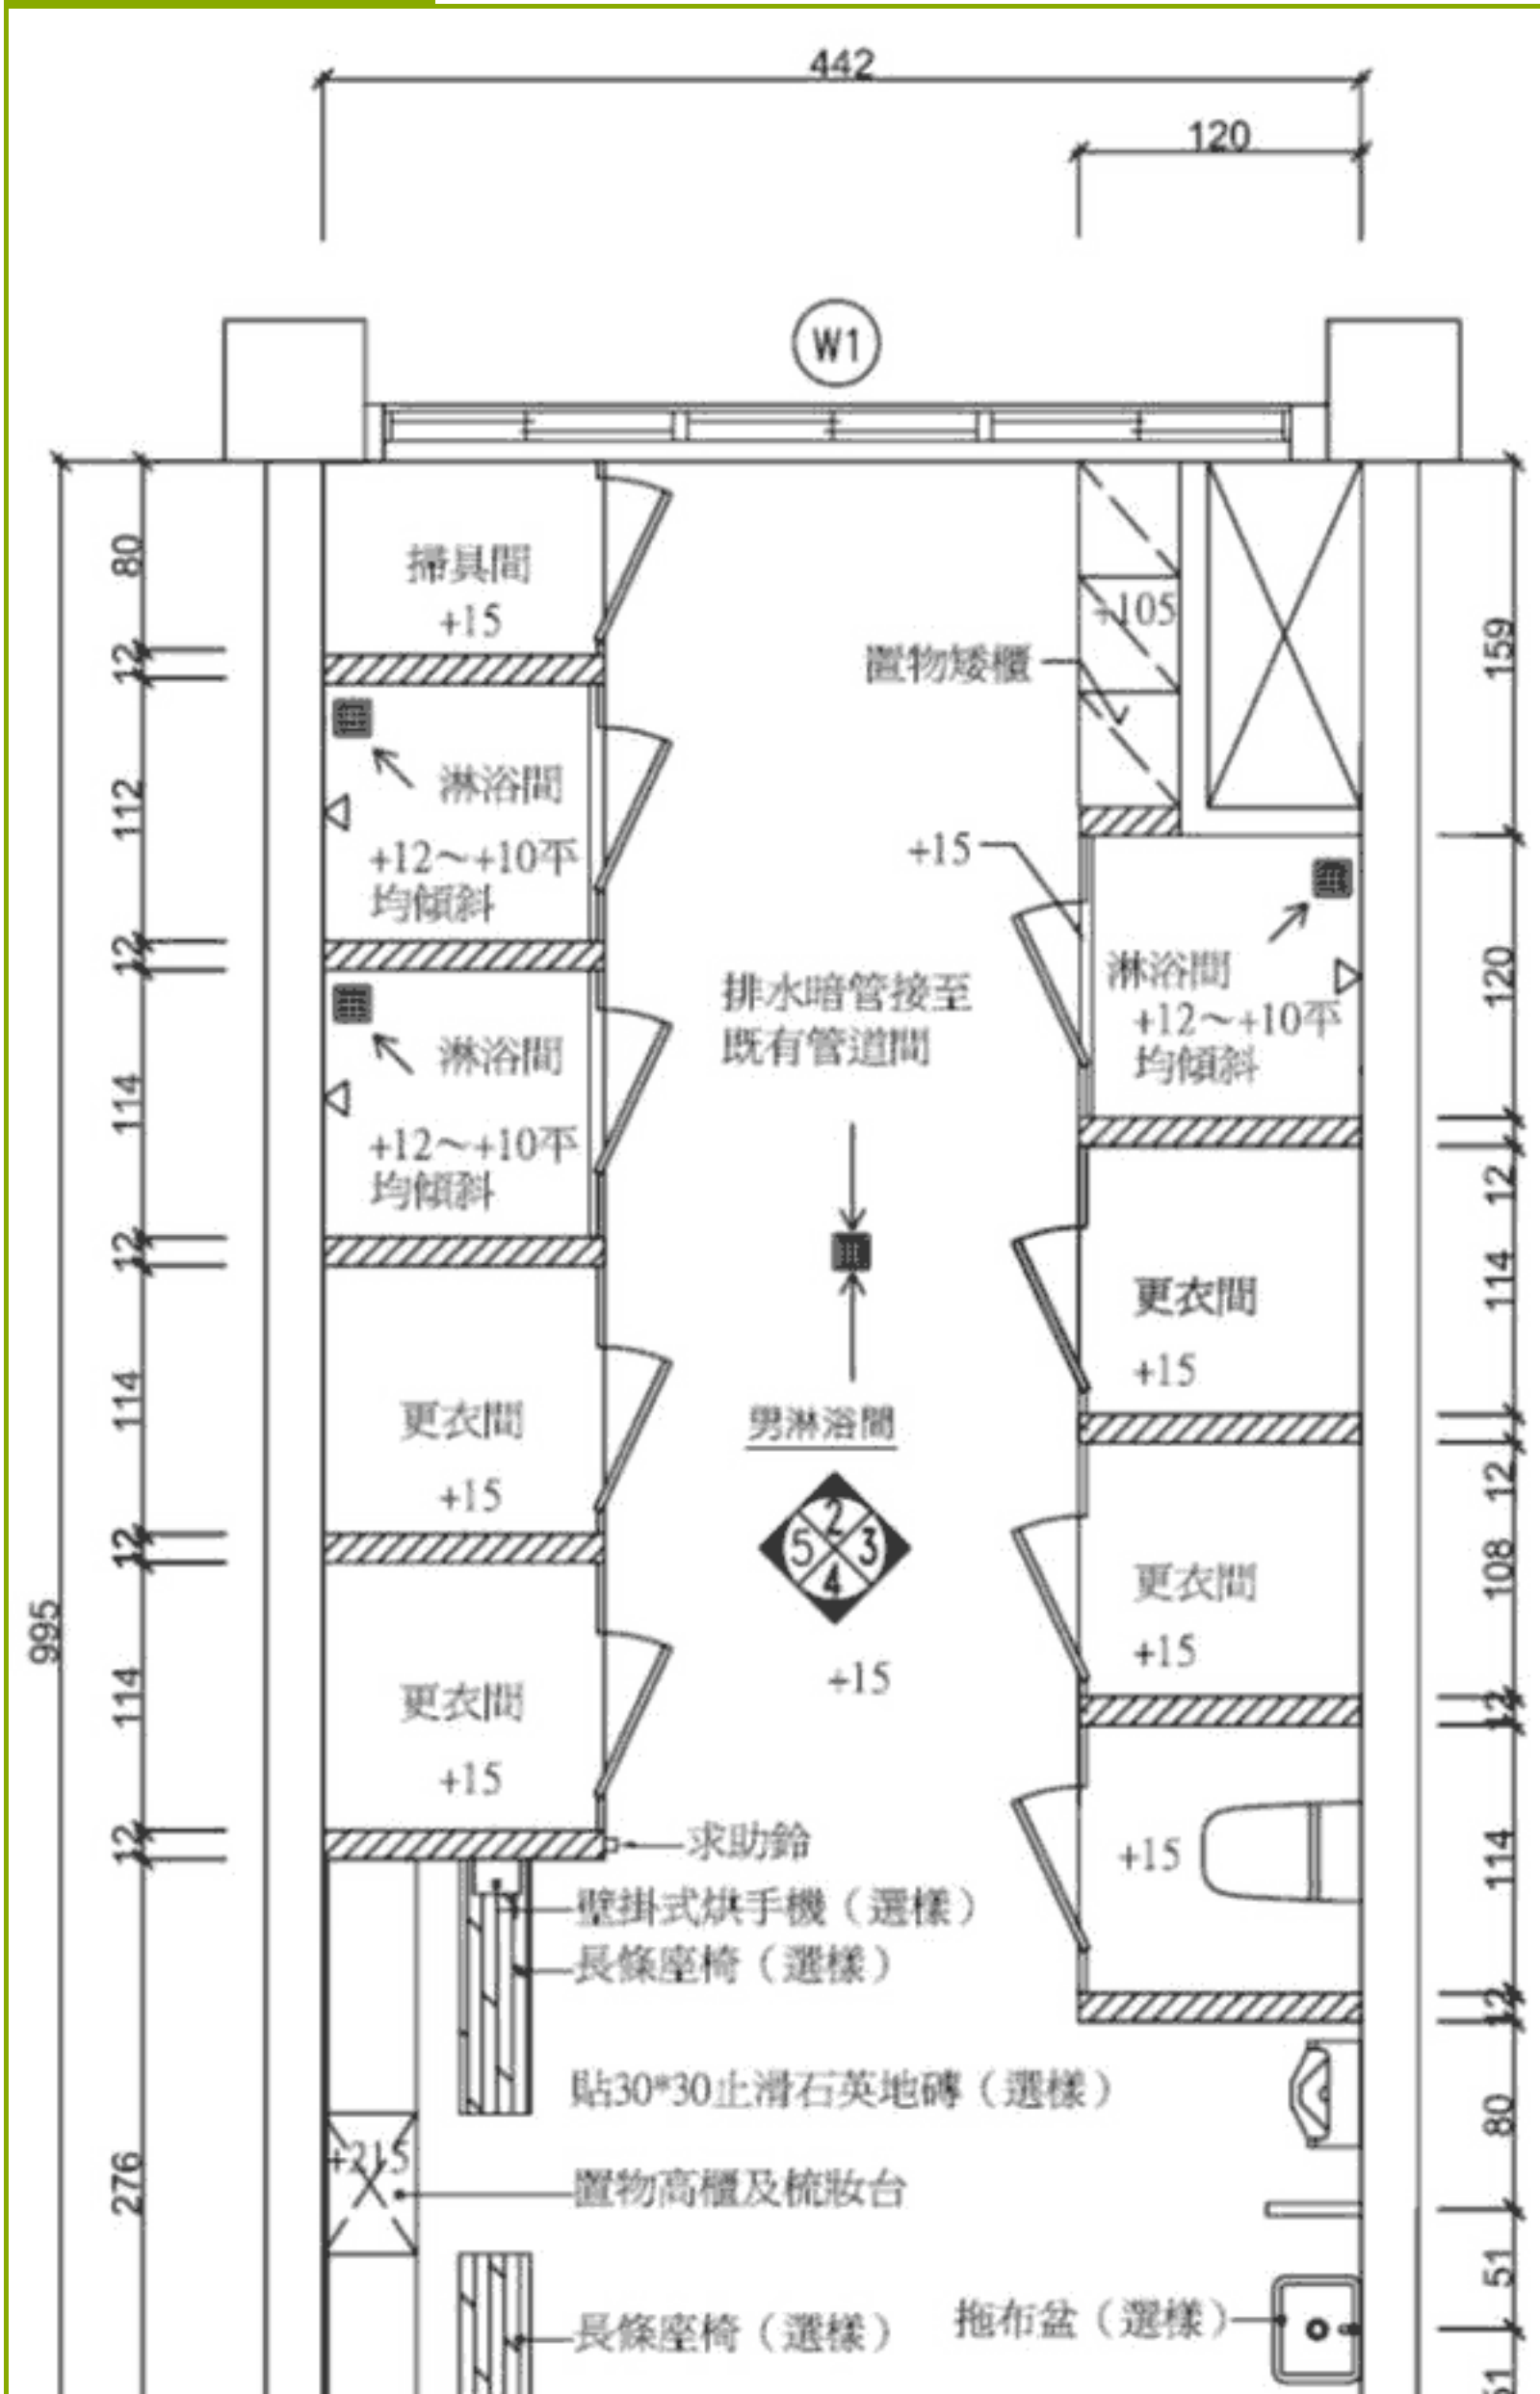 442
120
W1
80
掃具間
+15
12
+105
159
置物矮櫃
112
淋浴間
+12～+10平
均傾斜
+15
12
淋浴間
+12～+10平
均傾斜
120
排水暗管接至
既有管道間
114
淋浴間
+12～+10平
均傾斜
12
12
更衣間
+15
114
114
更衣間
+15
男淋浴間
12
12
2
5
3
4
更衣間
+15
108
995
114
更衣間
+15
+15
12
12
求助鈴
+15
114
壁掛式烘手機（選樣）
長條座椅（選樣）
12
貼30*30止滑石英地磚（選樣）
80
276
+215
置物高櫃及梳妝台
51
長條座椅（選樣）
拖布盆（選樣）